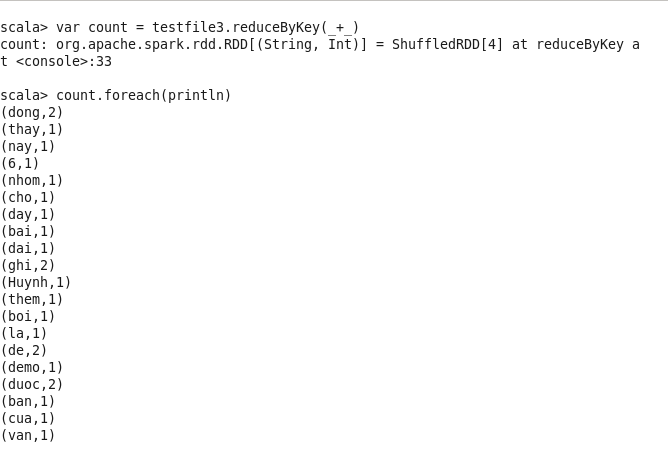 scala> var count = testfile3.reduceByKey(_+_)
count: org.apache.spark.rdd.RDD[(String, Int)] = ShuffledRDD[4] at reduceByKey a
t <console>:33
scala> count.foreach(println)
(dong,2)
(thay,1)
(nay,1)
(6,1)
(nhom,1)
(cho,1)
(day,1)
(bai,1)
(dai,1)
(ghi,2)
(Huynh,1)
(them,1)
(boi,1)
(la,1)
(de,2)
(demo,1)
(duoc,2)
(ban,1)
(cua,1)
(van,1)